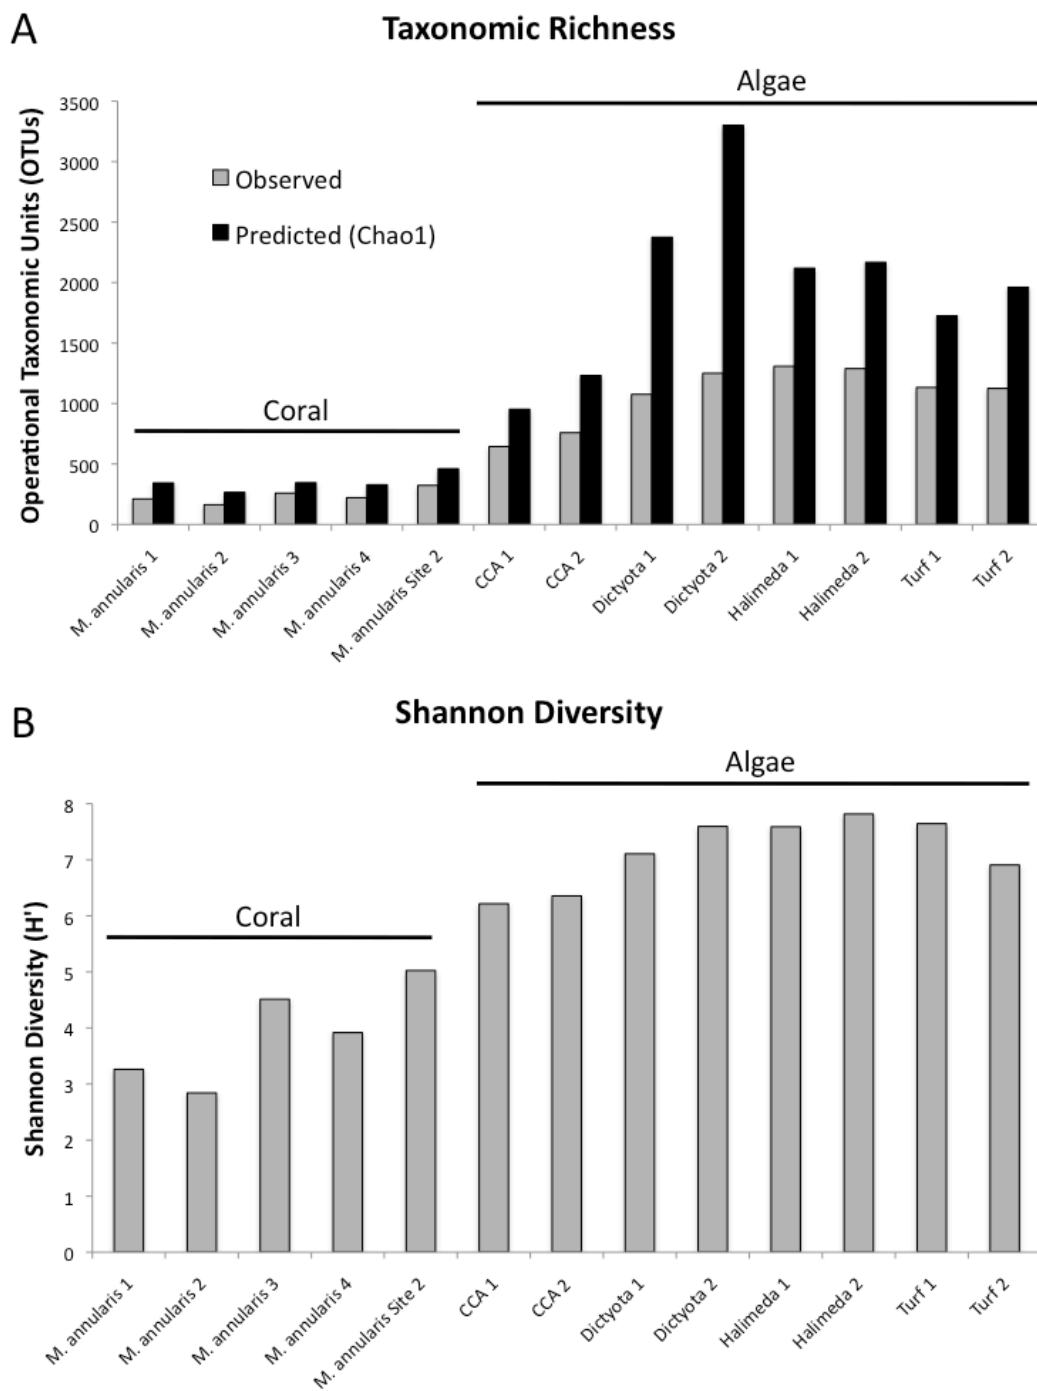 A
Taxonomic Richness
Algae
Operational Taxonomic Units (OTUs)
3500
3000
2500
2000
1500
1000
500
0
Observed
Predicted (Chao1)
Coral
M. annularis 1
M. annularis 2
M. annularis 3
M. annularis 4
M. annularis Site 2
CCA 1
CCA 2
Dictyota 1
Dictyota 2
Halimeda 1
Halimeda 2
Turf 1
Turf 2
B
Shannon Diversity
Algae
Shannon Diversity (H')
8
7
6
5
4
3
2
1
0
Coral
M. annularis 1
M. annularis 2
M. annularis 3
M. annularis 4
M. annularis Site 2
CCA 1
CCA 2
Dictyota 1
Dictyota 2
Halimeda 1
Halimeda 2
Turf 1
Turf 2